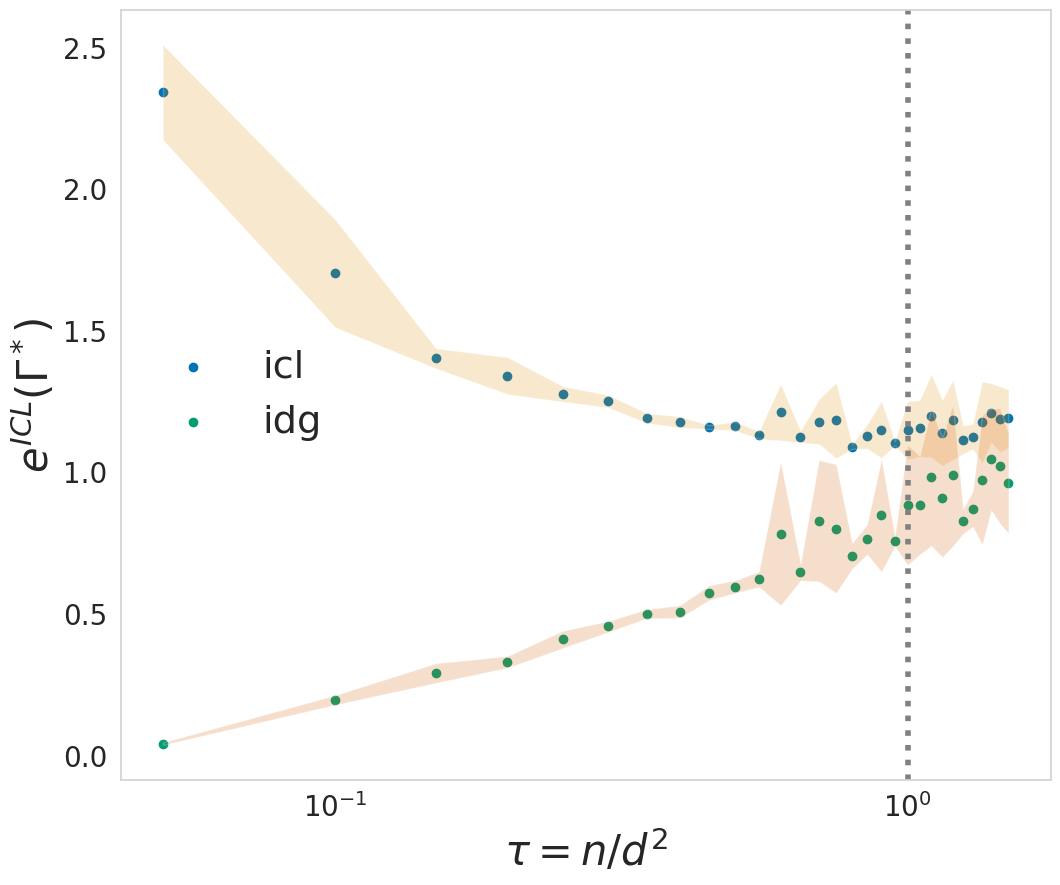 2.5
2.0
1.5
1.0
0.5
0.0
e^{ICL}(Γ^*)
icl
idg
10^{-1}
10^0
τ = n/d^2